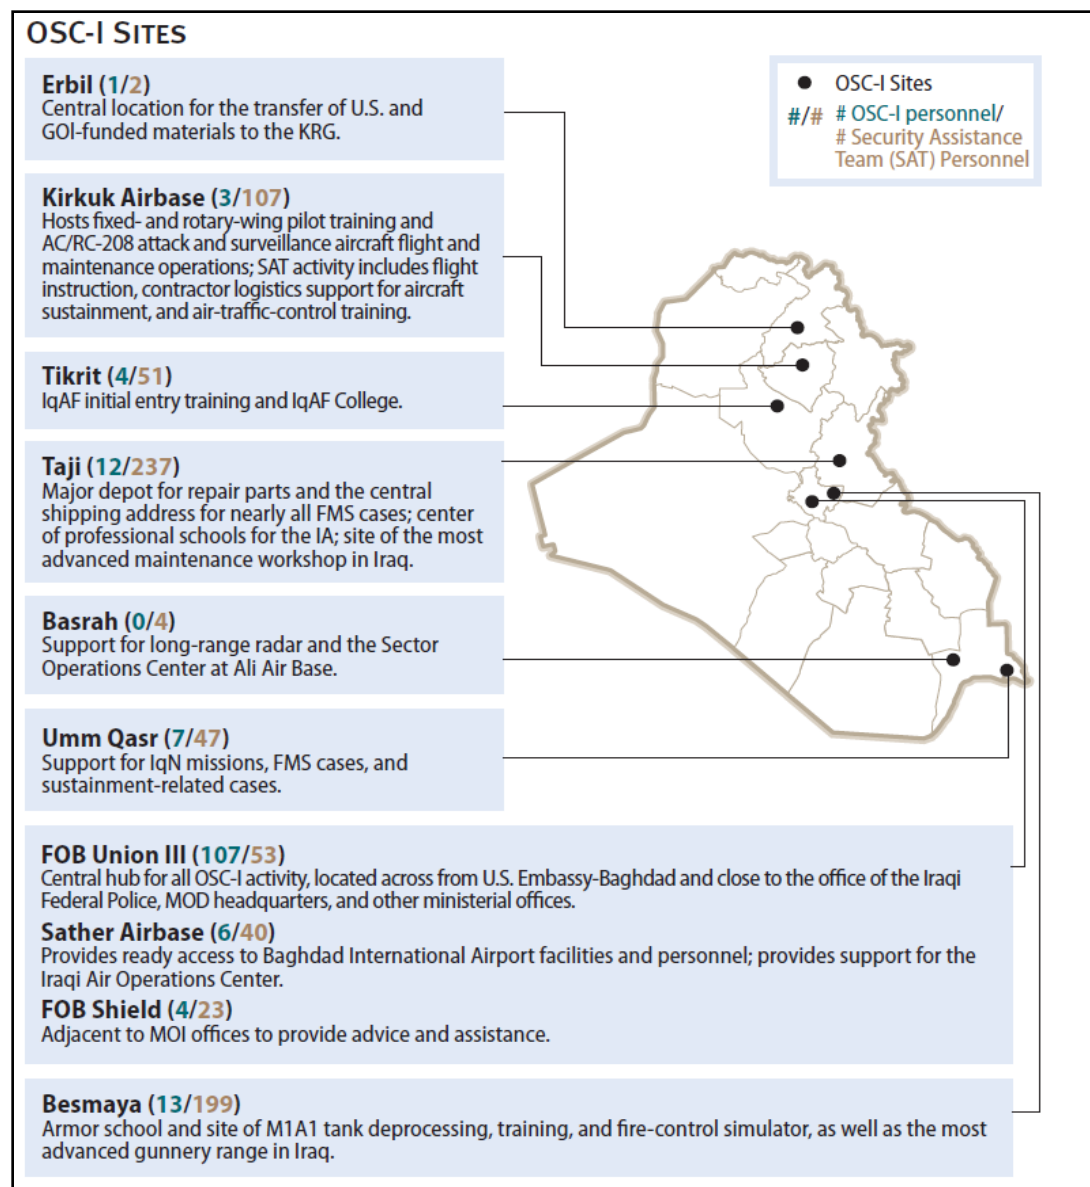 OSC-I SITES
OSC-I Sites
#/# # OSC-I personnel/
# Security Assistance
Team (SAT) Personnel
Erbil (1/2)
Central location for the transfer of U.S. and
GOI-funded materials to the KRG.
Kirkuk Airbase (3/107)
Hosts fixed- and rotary-wing pilot training and
AC/RC-208 attack and surveillance aircraft flight and
maintenance operations; SAT activity includes flight
instruction, contractor logistics support for aircraft
sustainment, and air-traffic-control training.
Tikrit (4/51)
IqAF initial entry training and IqAF College.
Taji (12/237)
Major depot for repair parts and the central
shipping address for nearly all FMS cases; center
of professional schools for the IA; site of the most
advanced maintenance workshop in Iraq.
Basrah (0/4)
Support for long-range radar and the Sector
Operations Center at Ali Air Base.
Umm Qasr (7/47)
Support for IqN missions, FMS cases, and
sustainment-related cases.
FOB Union III (107/53)
Central hub for all OSC-I activity, located across from U.S. Embassy-Baghdad and close to the office of the Iraqi
Federal Police, MOD headquarters, and other ministerial offices.
Sather Airbase (6/40)
Provides ready access to Baghdad International Airport facilities and personnel; provides support for the
Iraqi Air Operations Center.
FOB Shield (4/23)
Adjacent to MOI offices to provide advice and assistance.
Besmaya (13/199)
Armor school and site of M1A1 tank deprocessing, training, and fire-control simulator, as well as the most
advanced gunnery range in Iraq.